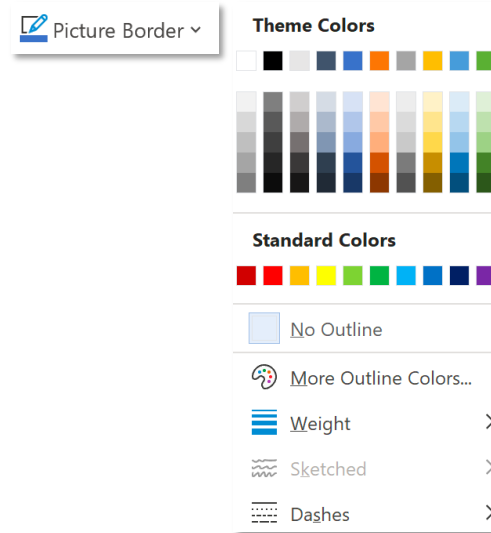 Picture Border
Theme Colors
Standard Colors
No Outline
More Outline Colors...
Weight
Sketched
Dashes